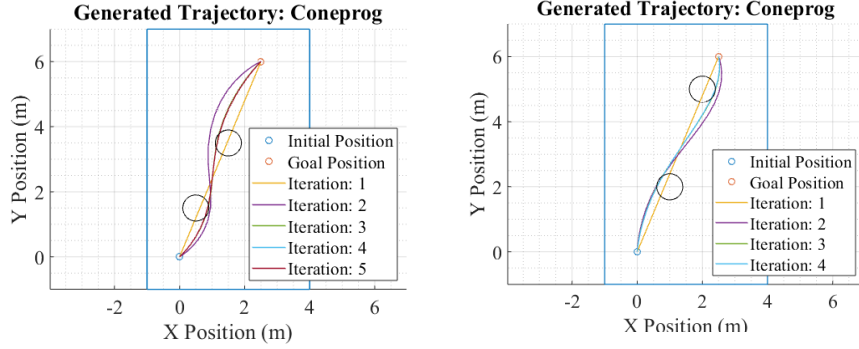 Generated Trajectory: Coneprog
Y Position (m)
6
4
2
0
Initial Position
Goal Position
Iteration: 1
Iteration: 2
Iteration: 3
Iteration: 4
Iteration: 5
-2
0
2
4
6
X Position (m)
Generated Trajectory: Coneprog
Y Position (m)
6
4
2
0
Initial Position
Goal Position
Iteration: 1
Iteration: 2
Iteration: 3
Iteration: 4
-2
0
2
4
6
X Position (m)